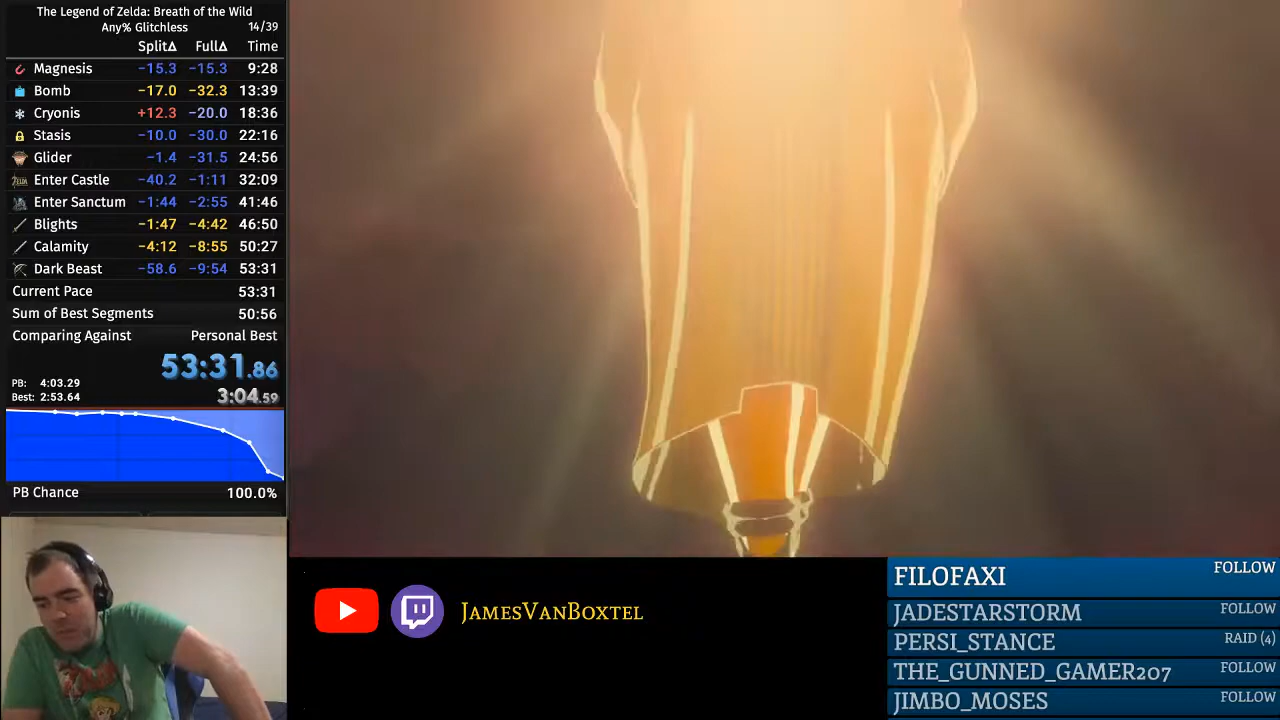 The Legend of Zelda: Breath of the Wild
Any% Glitchless 14/39
SplitΔ FullΔ Time
Magnesis −15.3 −15.3 9:28
Bomb −17.0 −32.3 13:39
Cryonis +12.3 −20.0 18:36
Stasis −10.0 −30.0 22:16
Glider −1.4 −31.5 24:56
Enter Castle −40.2 −1:11 32:09
Enter Sanctum −1:44 −2:55 41:46
Blights −1:47 −4:42 46:50
Calamity −4:12 −8:55 50:27
Dark Beast −58.6 −9:54 53:31
Current Pace 53:31
Sum of Best Segments 50:56
Comparing Against Personal Best
53:31.86
PB: 4:03.29
Best: 2:53.64
3:04.59
PB Chance 100.0%
JamesVanBoxtel
FILOFAXI FOLLOW
JADESTARSTORM FOLLOW
PERSI_STANCE RAID (4)
THE_GUNNED_GAMER207 FOLLOW
JIMBO_MOSES FOLLOW